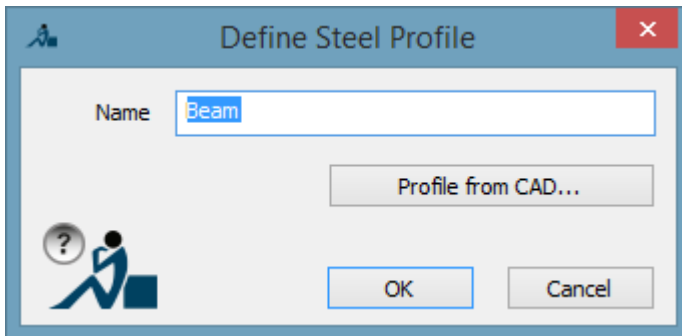 Define Steel Profile
Name Beam
Profile from CAD...
?
OK Cancel